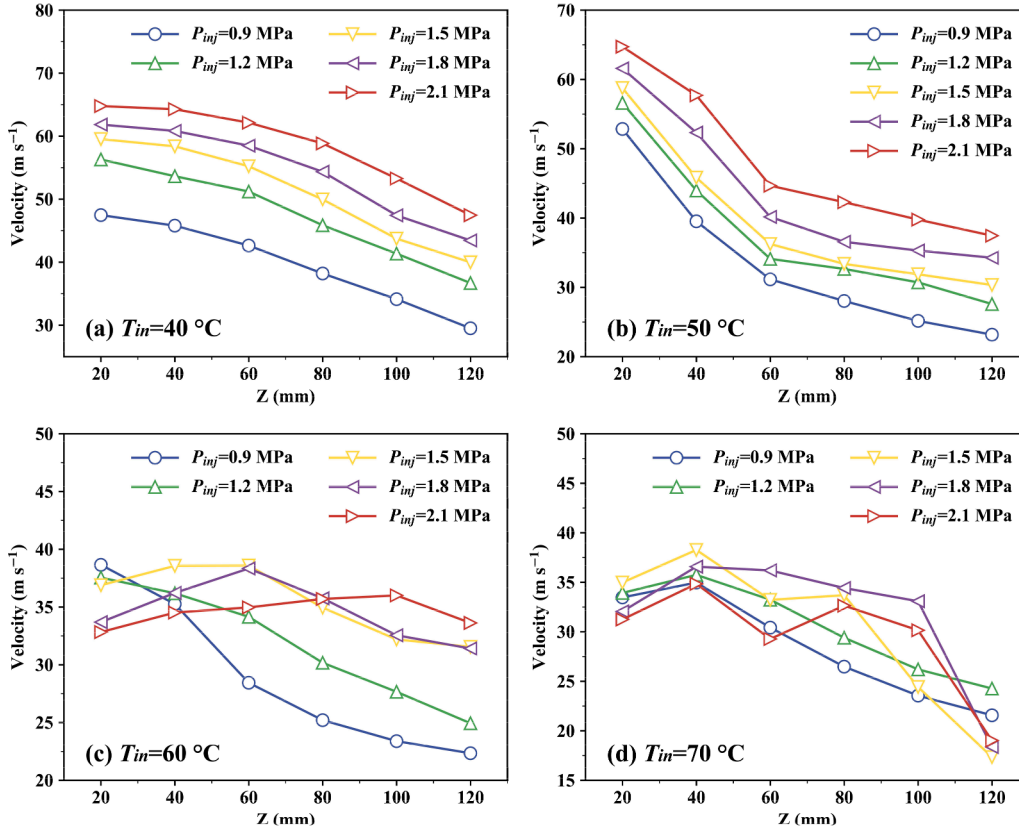 80
70
60
50
40
30
Velocity (m s⁻¹)
Pinj=0.9 MPa
Pinj=1.2 MPa
Pinj=1.5 MPa
Pinj=1.8 MPa
Pinj=2.1 MPa
(a) Tin=40 °C
20 40 60 80 100 120
Z (mm)
70
60
50
40
30
20
Velocity (m s⁻¹)
Pinj=0.9 MPa
Pinj=1.2 MPa
Pinj=1.5 MPa
Pinj=1.8 MPa
Pinj=2.1 MPa
(b) Tin=50 °C
20 40 60 80 100 120
Z (mm)
50
45
40
35
30
25
20
Velocity (m s⁻¹)
Pinj=0.9 MPa
Pinj=1.2 MPa
Pinj=1.5 MPa
Pinj=1.8 MPa
Pinj=2.1 MPa
(c) Tin=60 °C
20 40 60 80 100 120
Z (mm)
50
45
40
35
30
25
20
15
Velocity (m s⁻¹)
Pinj=0.9 MPa
Pinj=1.2 MPa
Pinj=1.5 MPa
Pinj=1.8 MPa
Pinj=2.1 MPa
(d) Tin=70 °C
20 40 60 80 100 120
Z (mm)